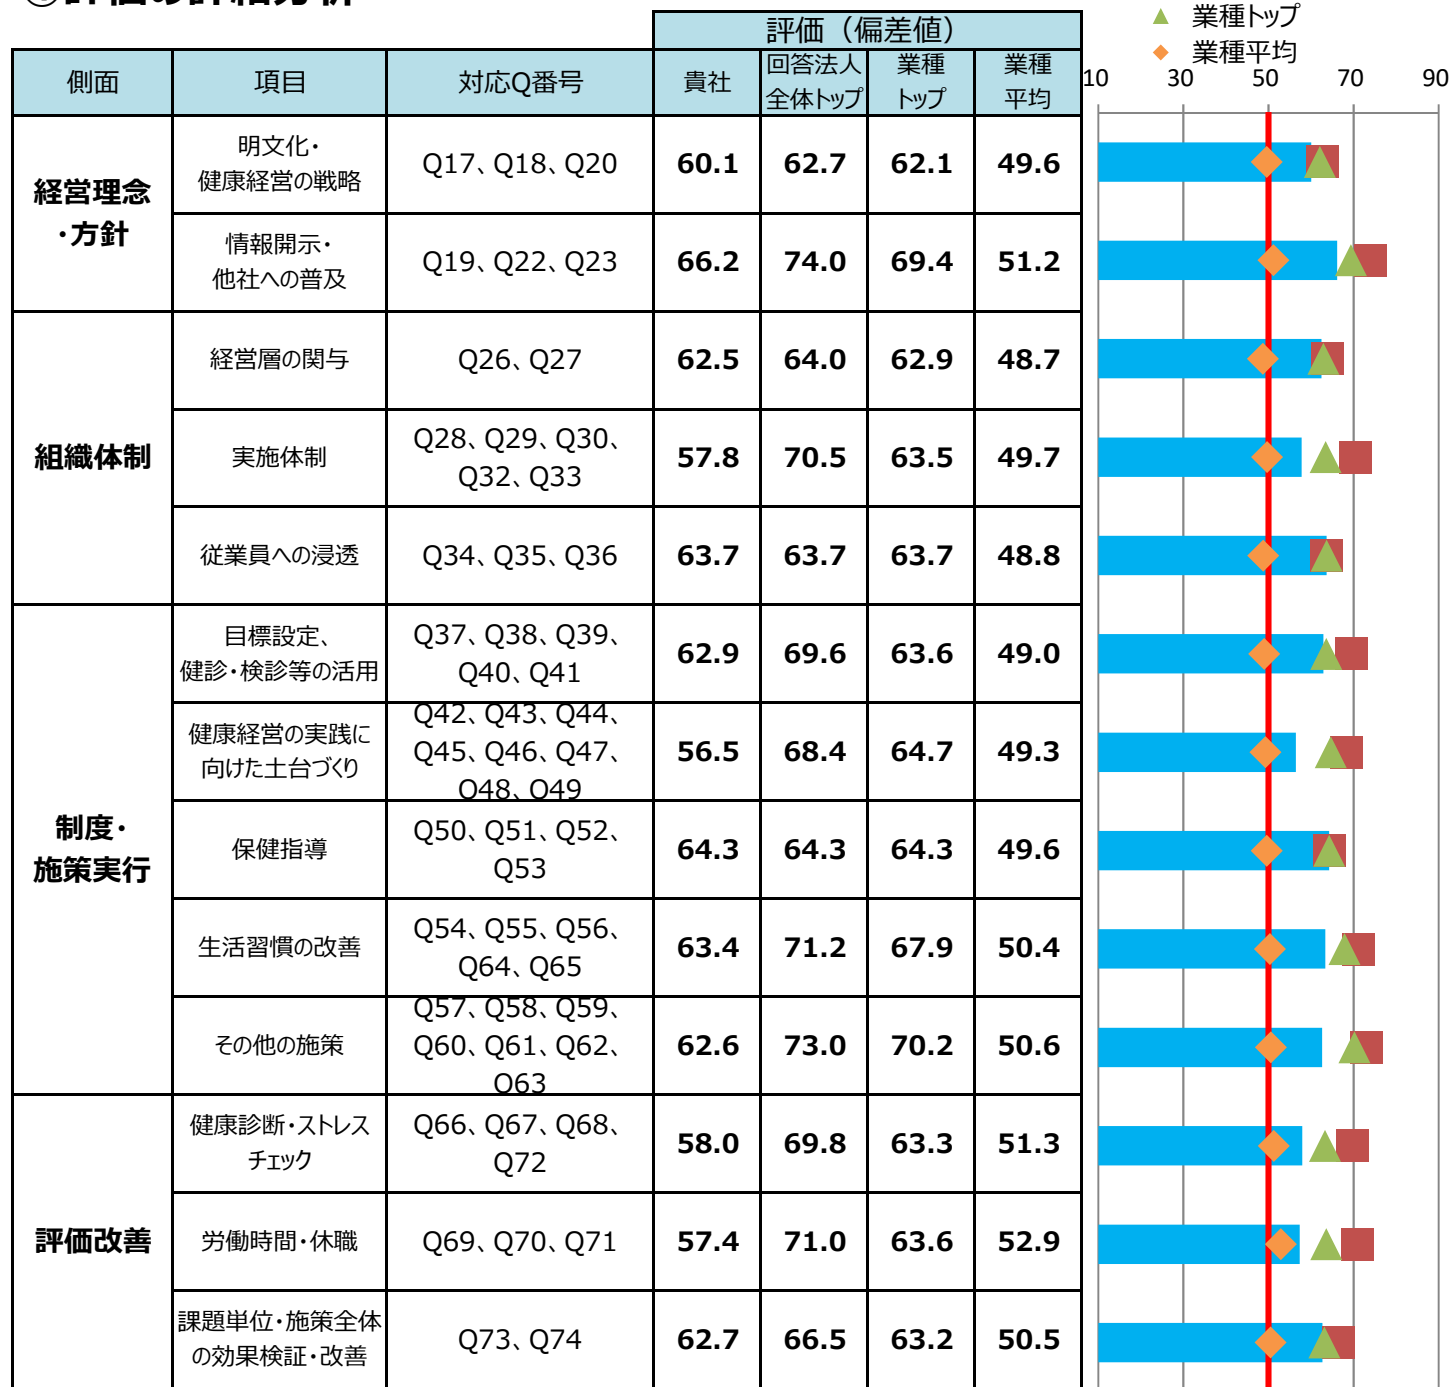 評価（偏差値）
▲ 業種トップ
◆ 業種平均
側面 項目 対応Q番号 貴社 回答法人 業種 業種
全体トップ トップ 平均
10 30 50 70 90
経営理念
・方針
明文化・
健康経営の戦略
Q17、Q18、Q20
60.1 62.7 62.1 49.6
情報開示・
他社への普及
Q19、Q22、Q23
66.2 74.0 69.4 51.2
組織体制
経営層の関与
Q26、Q27
62.5 64.0 62.9 48.7
実施体制
Q28、Q29、Q30、
Q32、Q33
57.8 70.5 63.5 49.7
従業員への浸透
Q34、Q35、Q36
63.7 63.7 63.7 48.8
制度・
施策実行
目標設定、
健診・検診等の活用
Q37、Q38、Q39、
Q40、Q41
62.9 69.6 63.6 49.0
健康経営の実践に
向けた土台づくり
Q42、Q43、Q44、
Q45、Q46、Q47、
Q48、Q49
56.5 68.4 64.7 49.3
保健指導
Q50、Q51、Q52、
Q53
64.3 64.3 64.3 49.6
生活習慣の改善
Q54、Q55、Q56、
Q64、Q65
63.4 71.2 67.9 50.4
その他の施策
Q57、Q58、Q59、
Q60、Q61、Q62、
Q63
62.6 73.0 70.2 50.6
評価改善
健康診断・ストレス
チェック
Q66、Q67、Q68、
Q72
58.0 69.8 63.3 51.3
労働時間・休職
Q69、Q70、Q71
57.4 71.0 63.6 52.9
課題単位・施策全体
の効果検証・改善
Q73、Q74
62.7 66.5 63.2 50.5